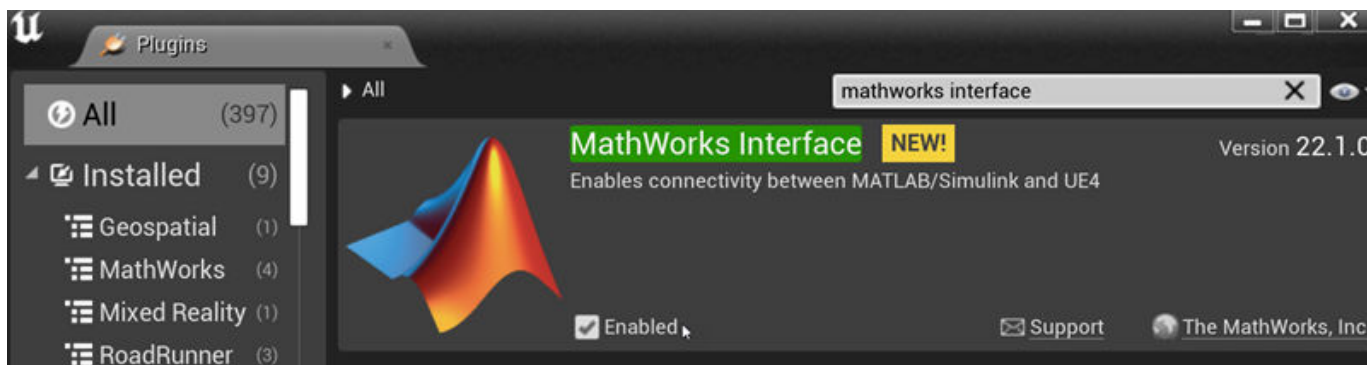 Plugins
All
mathworks interface
All (397)
Installed (9)
Geospatial (1)
MathWorks (4)
Mixed Reality (1)
RoadRunner (3)
MathWorks Interface NEW!
Version 22.1.0
Enables connectivity between MATLAB/Simulink and UE4
Enabled
Support
The MathWorks, Inc